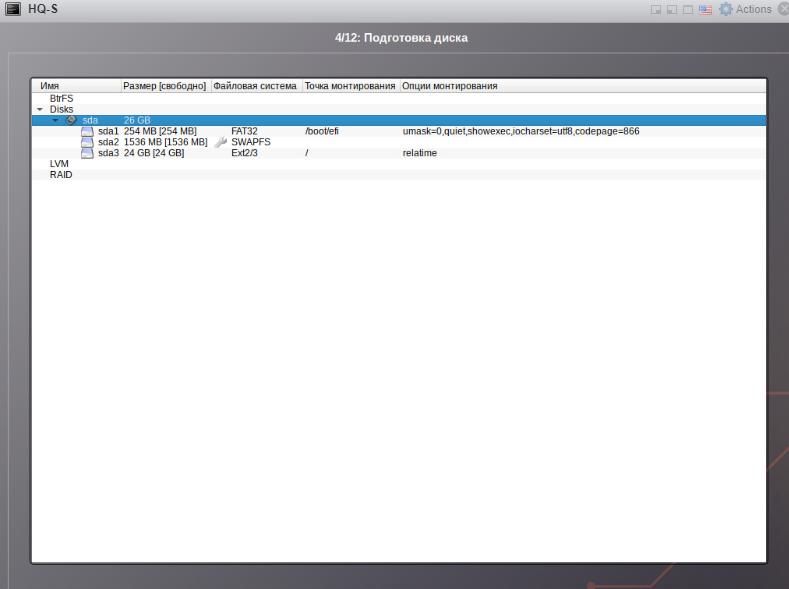 HQ-S Actions
4/12: Подготовка диска
Имя Размер [свободно] Файловая система Точка монтирования Опции монтирования
BtrFS
Disks
sda 26 GB
sda1 254 MB [254 MB] FAT32 /boot/efi umask=0,quiet,showexec,iocharset=utf8,codepage=866
sda2 1536 MB [1536 MB] SWAPFS
sda3 24 GB [24 GB] Ext2/3 / relatime
LVM
RAID